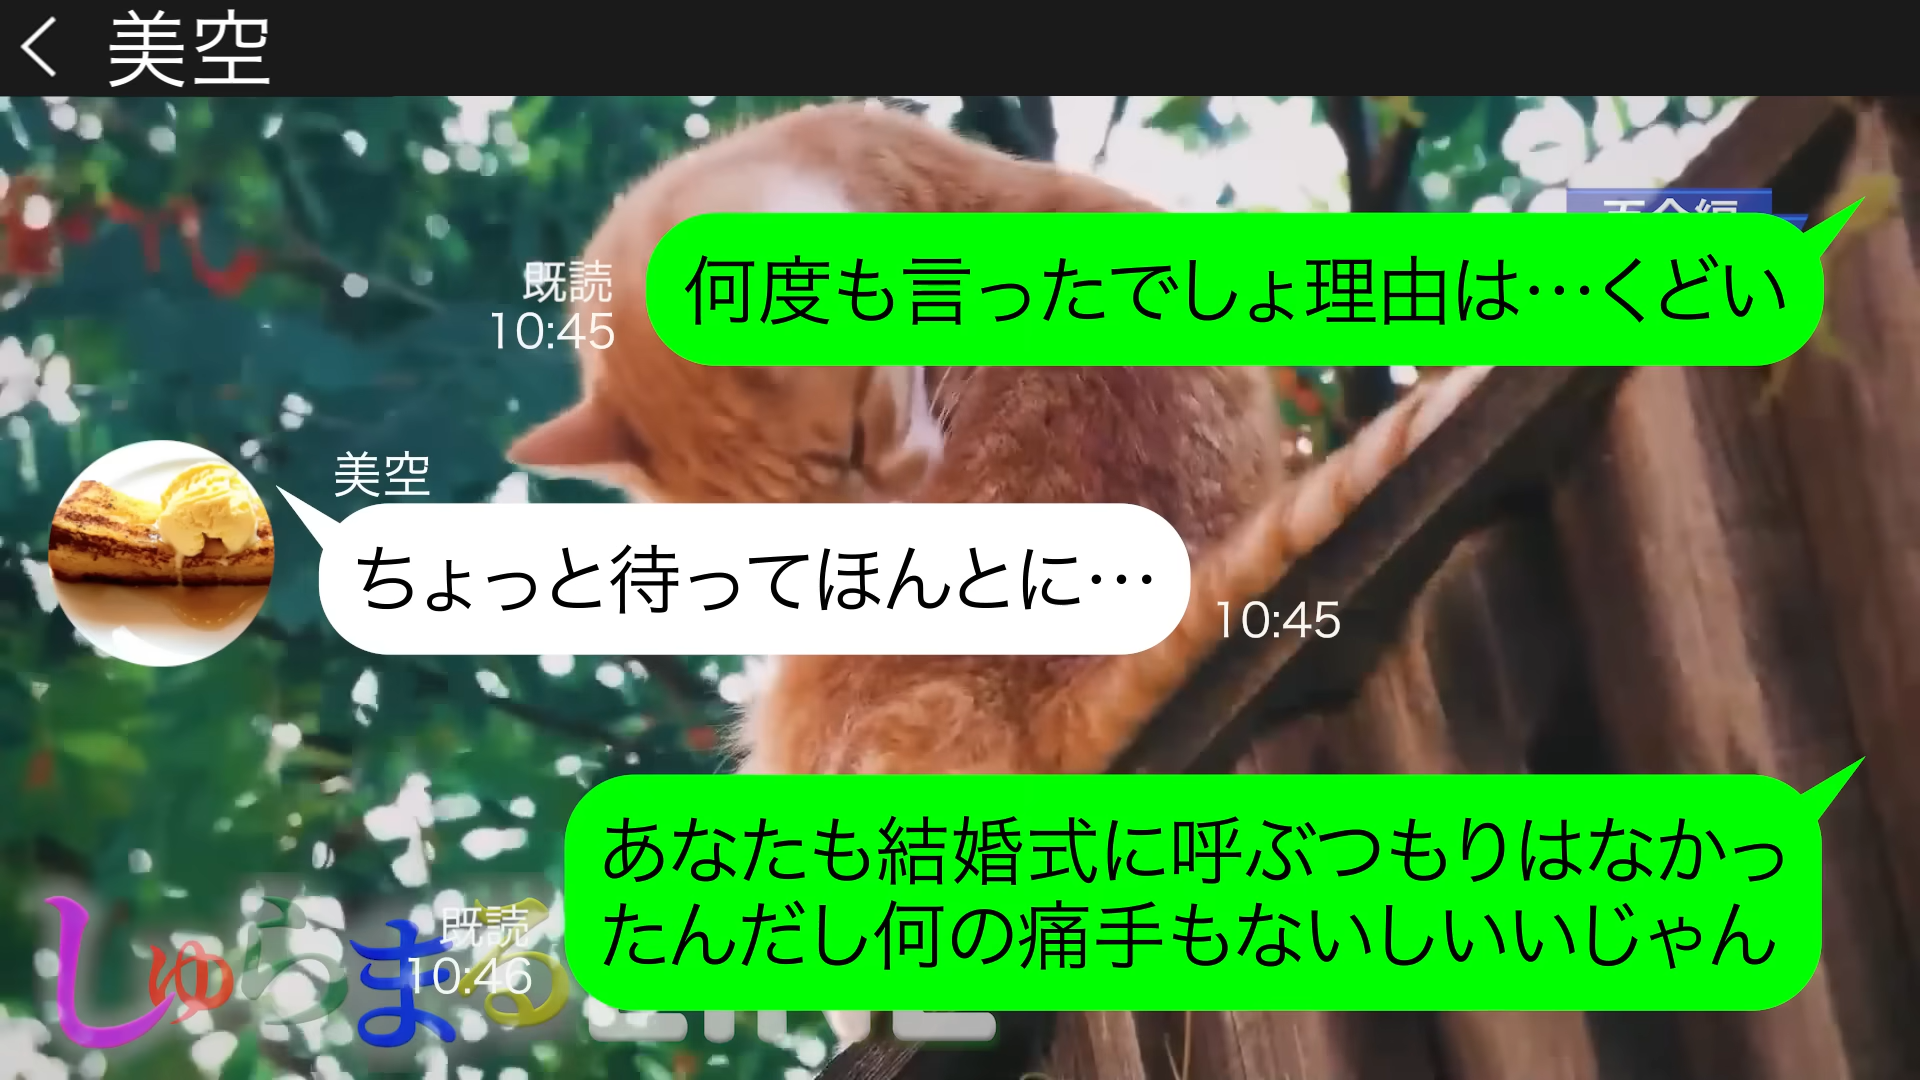 美空
何度も言ったでしょ理由は…くどい
既読
10:45
美空
ちょっと待ってほんとに…
10:45
あなたも結婚式に呼ぶつもりはなかっ
たんだし何の痛手もないしいいじゃん
既読
10:46
しゅらまる